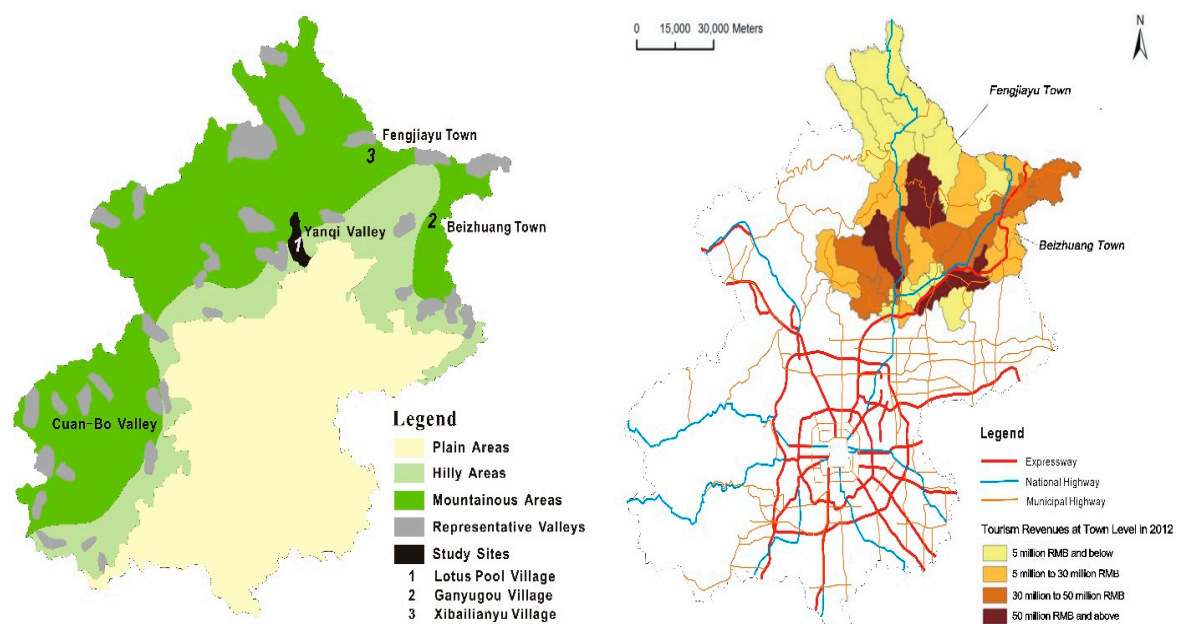 Fengjiayu Town
3
2
Beizhuang Town
1
Yanqi Valley
Cuan-Bo Valley
Legend
Plain Areas
Hilly Areas
Mountainous Areas
Representative Valleys
Study Sites
1 Lotus Pool Village
2 Ganyugou Village
3 Xibailianyu Village
0 15,000 30,000 Meters
N
Fengjiayu Town
Beizhuang Town
Legend
Expressway
National Highway
Municipal Highway
Tourism Revenues at Town Level in 2012
5 million RMB and below
5 million to 30 million RMB
30 million to 50 million RMB
50 million RMB and above